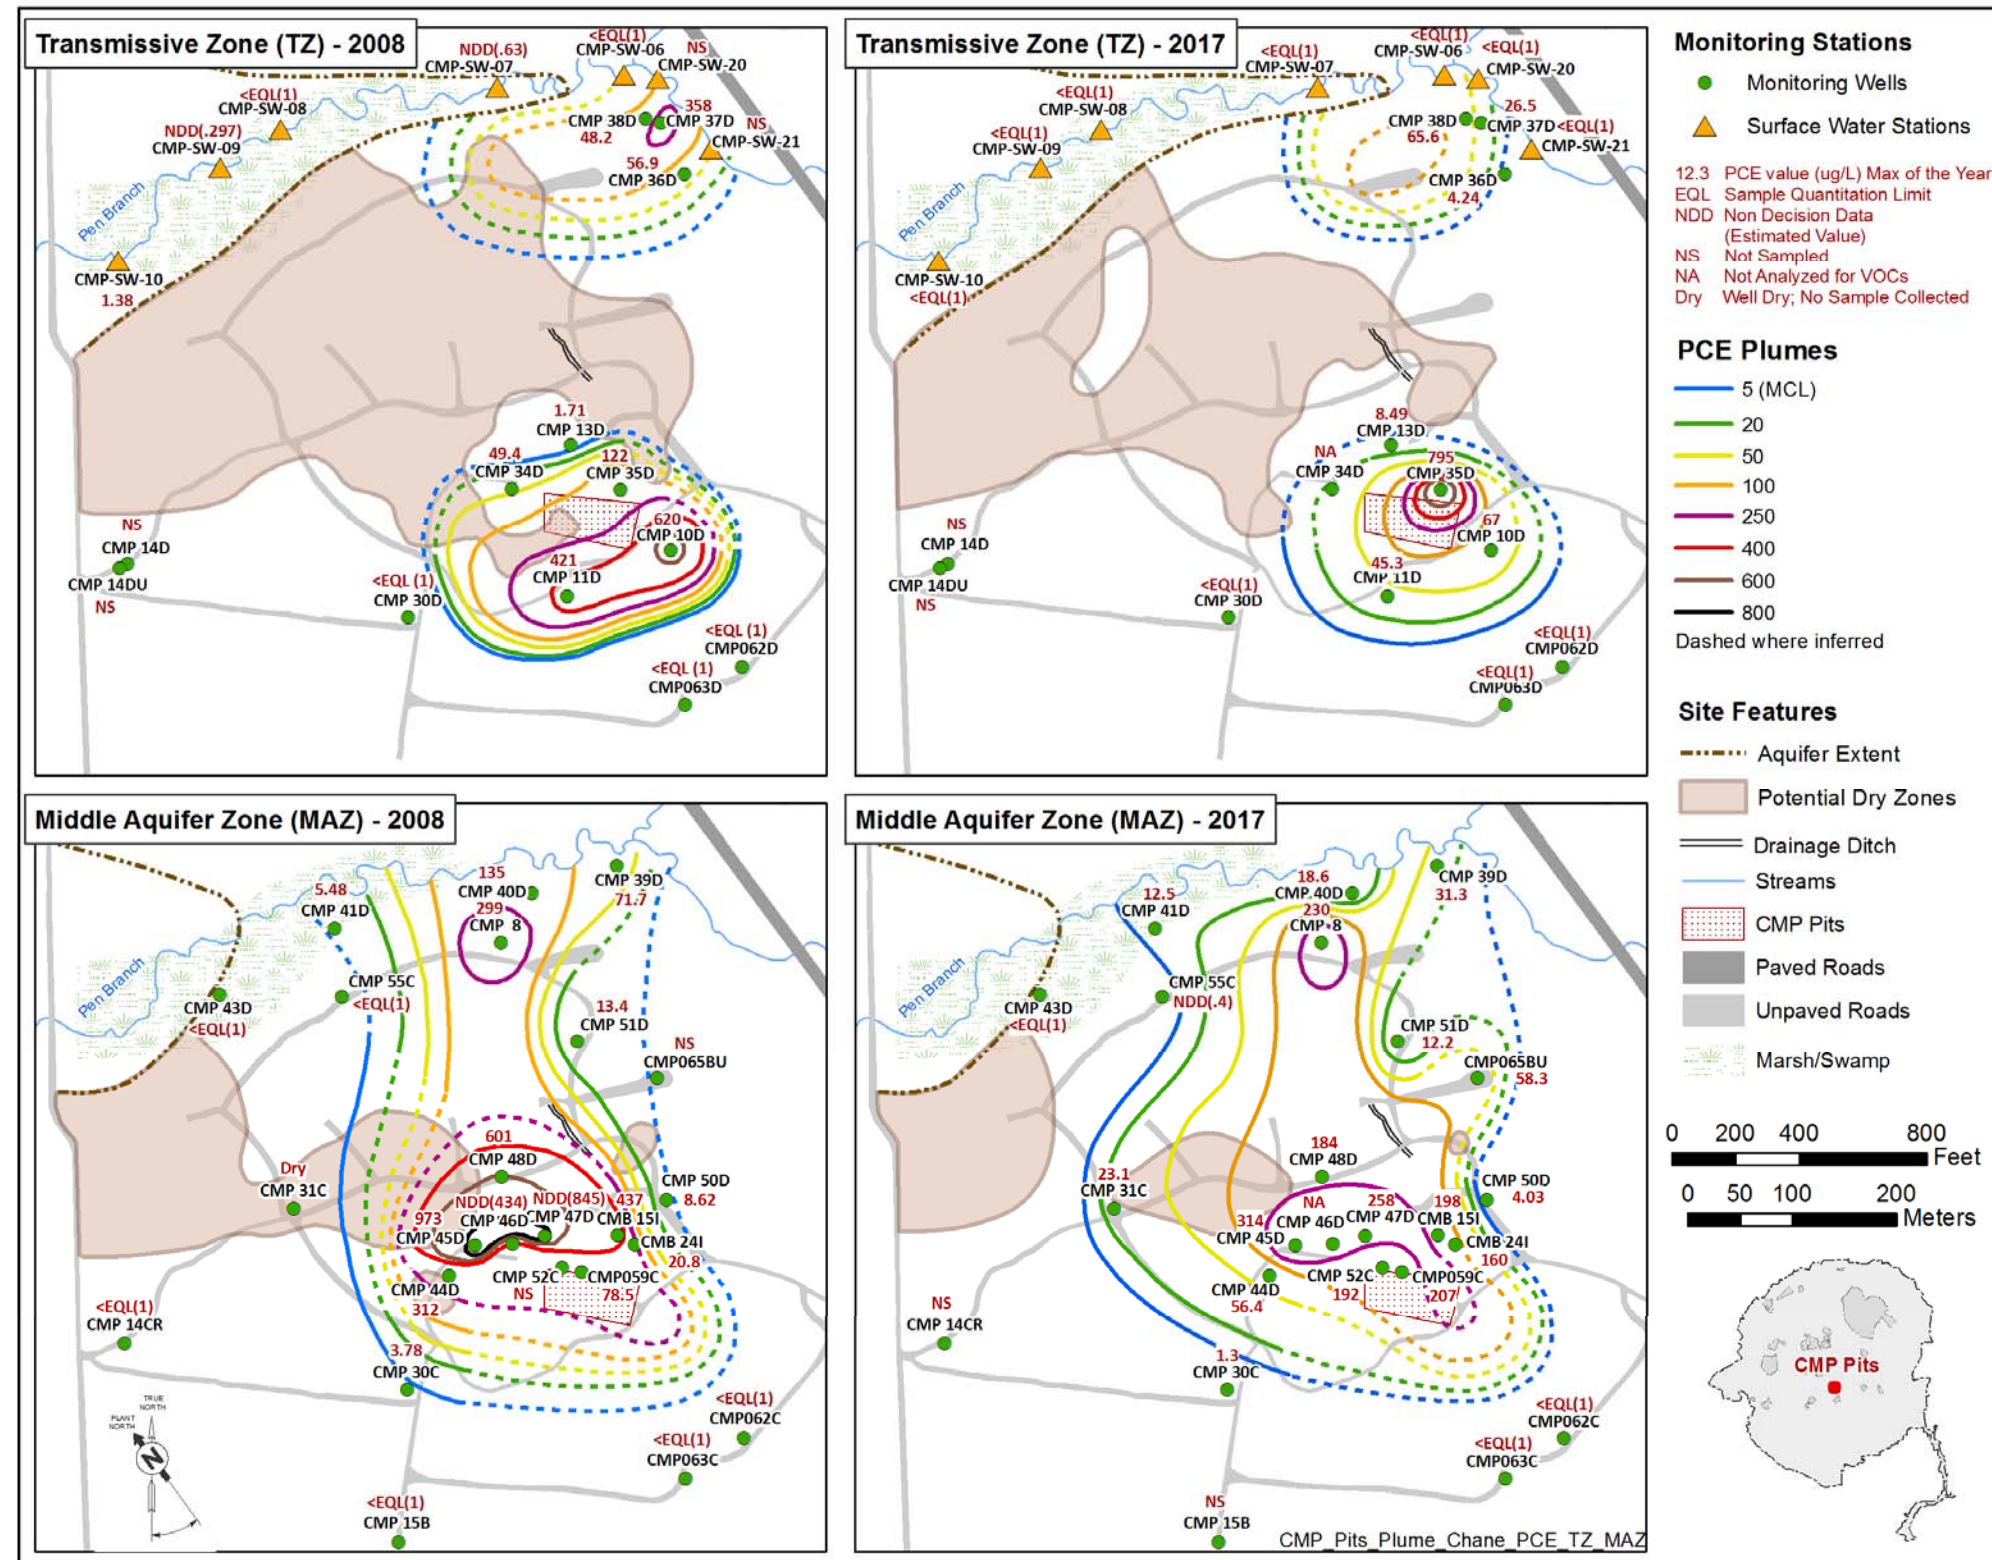 Transmissive Zone (TZ) - 2008
NDD(.63)
CMP-SW-07
<EQL(1)
CMP-SW-06
NS
CMP-SW-20
<EQL(1)
CMP-SW-08
NDD(.297)
CMP-SW-09
358
CMP 38D
CMP 37D
48.2
NS
CMP-SW-21
56.9
CMP 36D
Pen Branch
CMP-SW-10
1.38
1.71
CMP 13D
49.4
CMP 34D
122
CMP 35D
620
CMP 10D
421
CMP 11D
NS
CMP 14D
CMP 14DU
NS
<EQL (1)
CMP 30D
<EQL (1)
CMP062D
<EQL (1)
CMP063D
Transmissive Zone (TZ) - 2017
<EQL(1)
CMP-SW-07
<EQL(1)
CMP-SW-06
<EQL(1)
CMP-SW-20
<EQL(1)
CMP-SW-08
<EQL(1)
CMP-SW-09
26.5
CMP 38D
CMP 37D
65.6
<EQL(1)
CMP-SW-21
CMP 36D
4.24
Pen Branch
CMP-SW-10
<EQL(1)
8.49
CMP 13D
NA
CMP 34D
795
CMP 35D
67
CMP 10D
45.3
CMP 11D
NS
CMP 14D
CMP 14DU
NS
<EQL(1)
CMP 30D
<EQL(1)
CMP062D
<EQL(1)
CMP063D
Middle Aquifer Zone (MAZ) - 2008
5.48
CMP 41D
135
CMP 40D
299
CMP 8
CMP 39D
71.7
CMP 55C
<EQL(1)
Pen Branch
CMP 43D
<EQL(1)
13.4
CMP 51D
NS
CMP065BU
601
CMP 48D
Dry
CMP 31C
CMP 50D
8.62
NDD(434)
CMP 46D
NDD(845)
CMP 47D
437
CMB 15I
973
CMP 45D
CMB 24I
20.8
CMP 44D
312
CMP 52C
NS
CMP059C
78.5
<EQL(1)
CMP 14CR
3.78
CMP 30C
<EQL(1)
CMP062C
<EQL(1)
CMP063C
<EQL(1)
CMP 15B
TRUE
NORTH
PLANT
NORTH
N
Middle Aquifer Zone (MAZ) - 2017
12.5
CMP 41D
18.6
CMP 40D
230
CMP 8
CMP 39D
31.3
CMP 55C
NDD(.4)
Pen Branch
CMP 43D
<EQL(1)
CMP 51D
12.2
CMP065BU
58.3
184
CMP 48D
23.1
CMP 31C
CMP 50D
4.03
NA
CMP 46D
258
CMP 47D
198
CMB 15I
314
CMP 45D
CMB 24I
160
CMP 44D
56.4
CMP 52C
192
CMP059C
207
NS
CMP 14CR
1.3
CMP 30C
<EQL(1)
CMP062C
<EQL(1)
CMP063C
NS
CMP 15B
CMP_Pits_Plume_Chane_PCE_TZ_MAZ
Monitoring Stations
Monitoring Wells
Surface Water Stations
12.3 PCE value (ug/L) Max of the Year
EQL Sample Quantitation Limit
NDD Non Decision Data
(Estimated Value)
NS Not Sampled
NA Not Analyzed for VOCs
Dry Well Dry; No Sample Collected
PCE Plumes
5 (MCL)
20
50
100
250
400
600
800
Dashed where inferred
Site Features
Aquifer Extent
Potential Dry Zones
Drainage Ditch
Streams
CMP Pits
Paved Roads
Unpaved Roads
Marsh/Swamp
0 200 400 800
Feet
0 50 100 200
Meters
CMP Pits